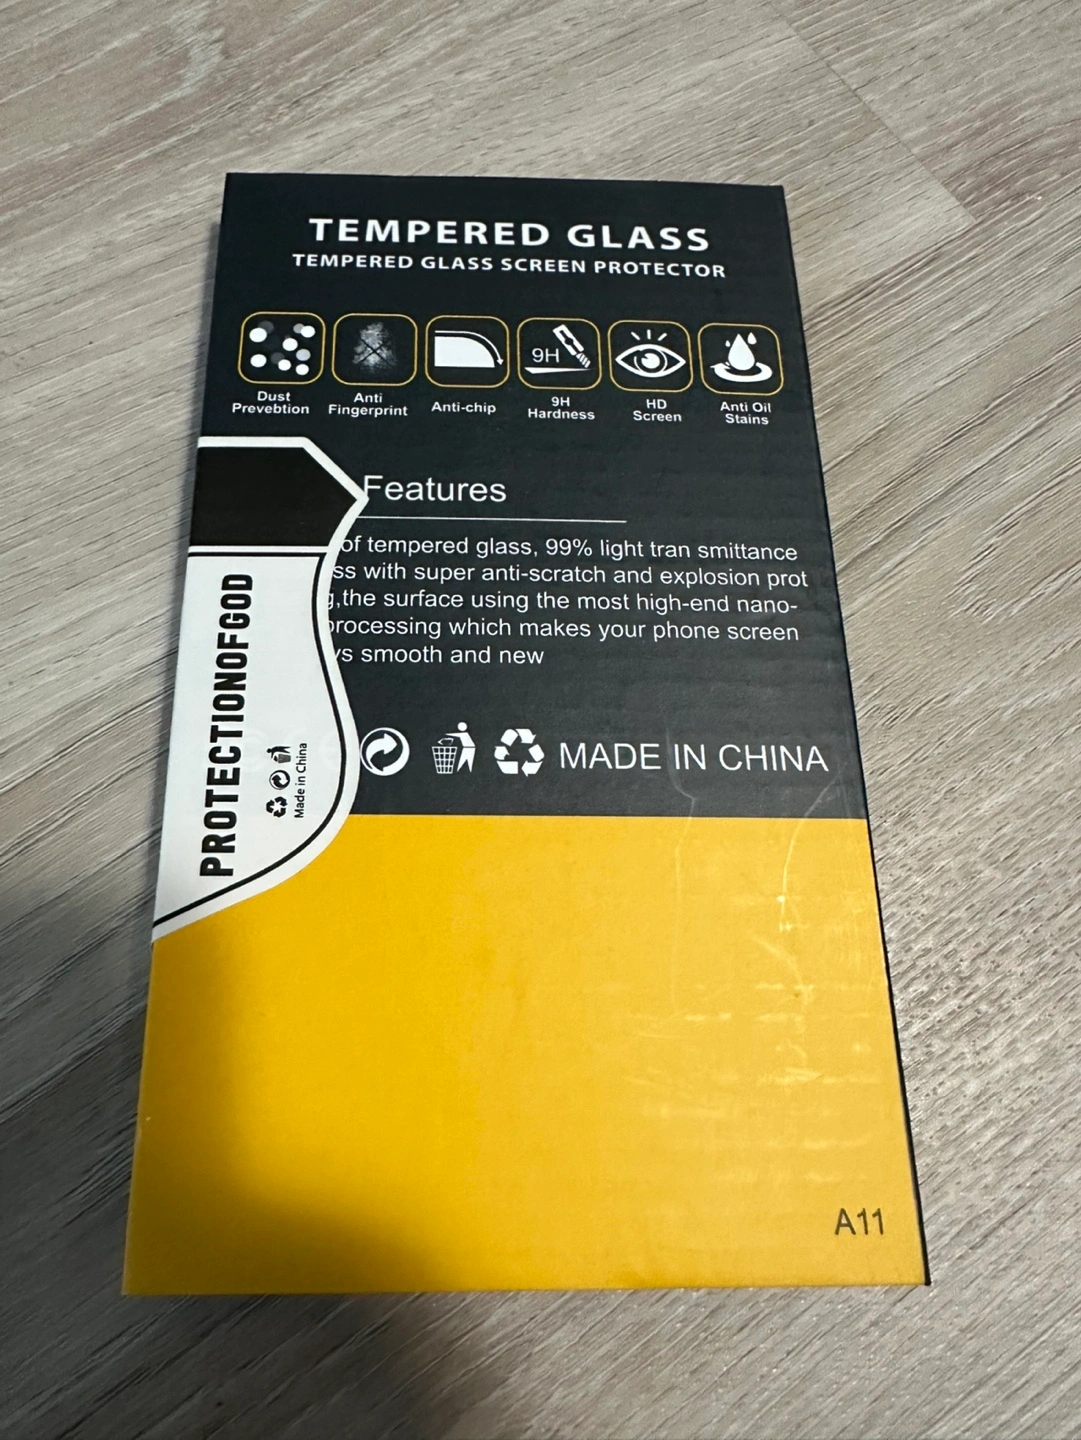 TEMPERED GLASS
TEMPERED GLASS SCREEN PROTECTOR
9H
Dust Prevebtion
Anti Fingerprint
Anti-chip
9H Hardness
HD Screen
Anti Oil Stains
Features
of tempered glass, 99% light tran smittance
with super anti-scratch and explosion prot
the surface using the most high-end nano-
processing which makes your phone screen
smooth and new
MADE IN CHINA
PROTECTIONOFGOD
Made in China
A11